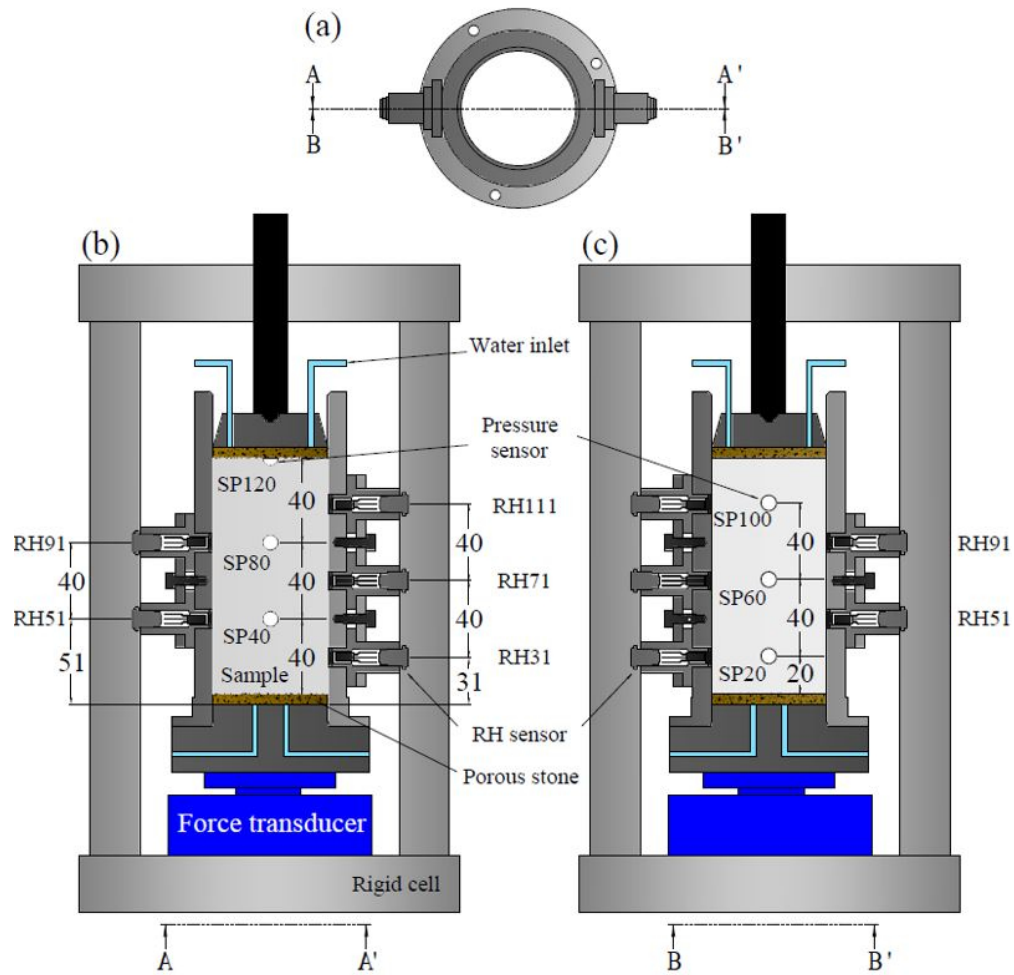 (a)
A
A'
B
B'
(b)
(c)
Water inlet
Pressure
sensor
SP120
40
RH111
SP100
RH91
40
RH91
SP80
40
40
RH71
SP60
40
RH51
40
RH51
SP40
40
40
51
Sample
RH31
31
SP20
20
RH sensor
Porous stone
Force transducer
Rigid cell
A
A'
B
B'